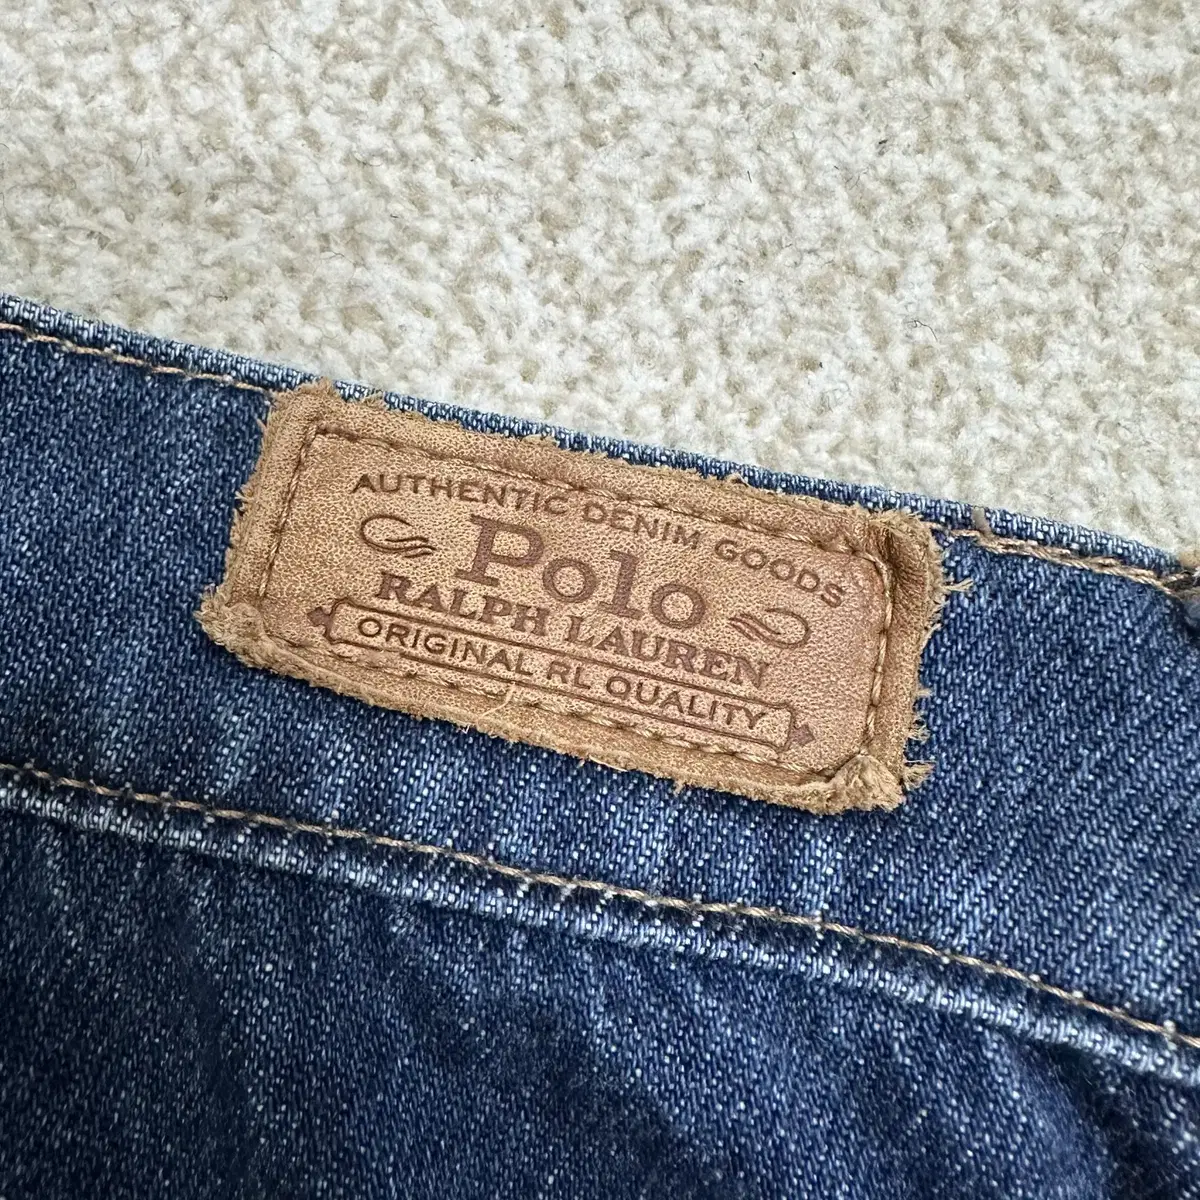 AUTHENTIC DENIM GOODS
Polo
RALPH LAUREN
ORIGINAL RL QUALITY